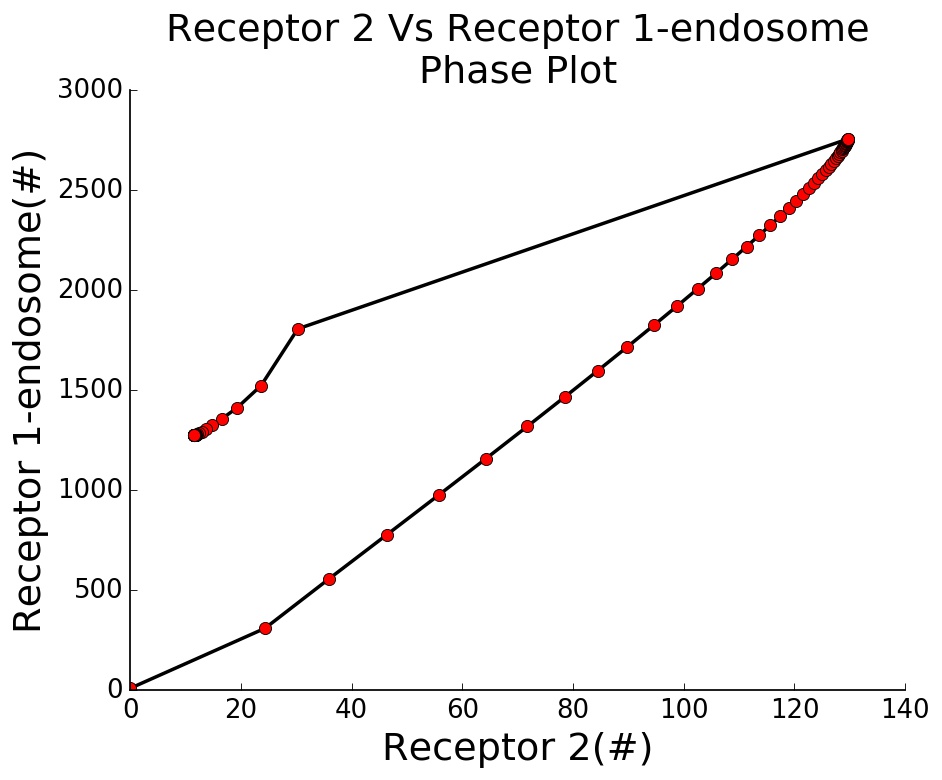 Receptor 2 Vs Receptor 1-endosome
Phase Plot
3000
2500
2000
1500
1000
500
0
Receptor 1-endosome(#)
0 20 40 60 80 100 120 140
Receptor 2(#)